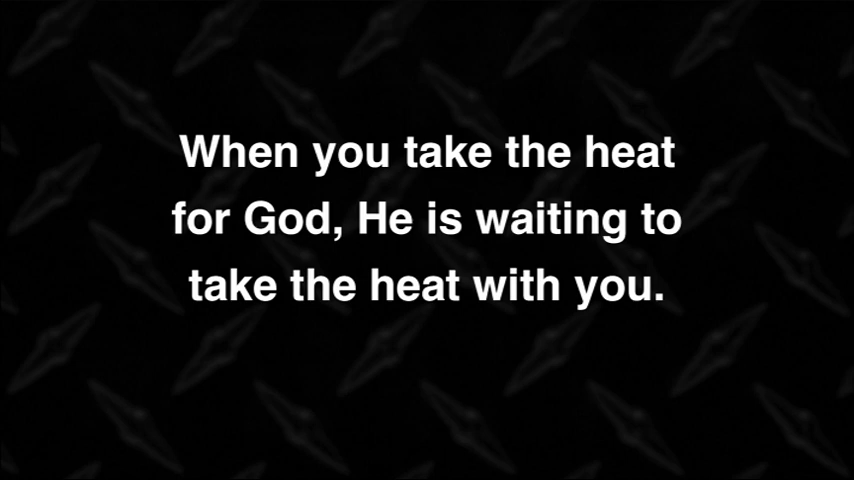 When you take the heat
for God, He is waiting to
take the heat with you.